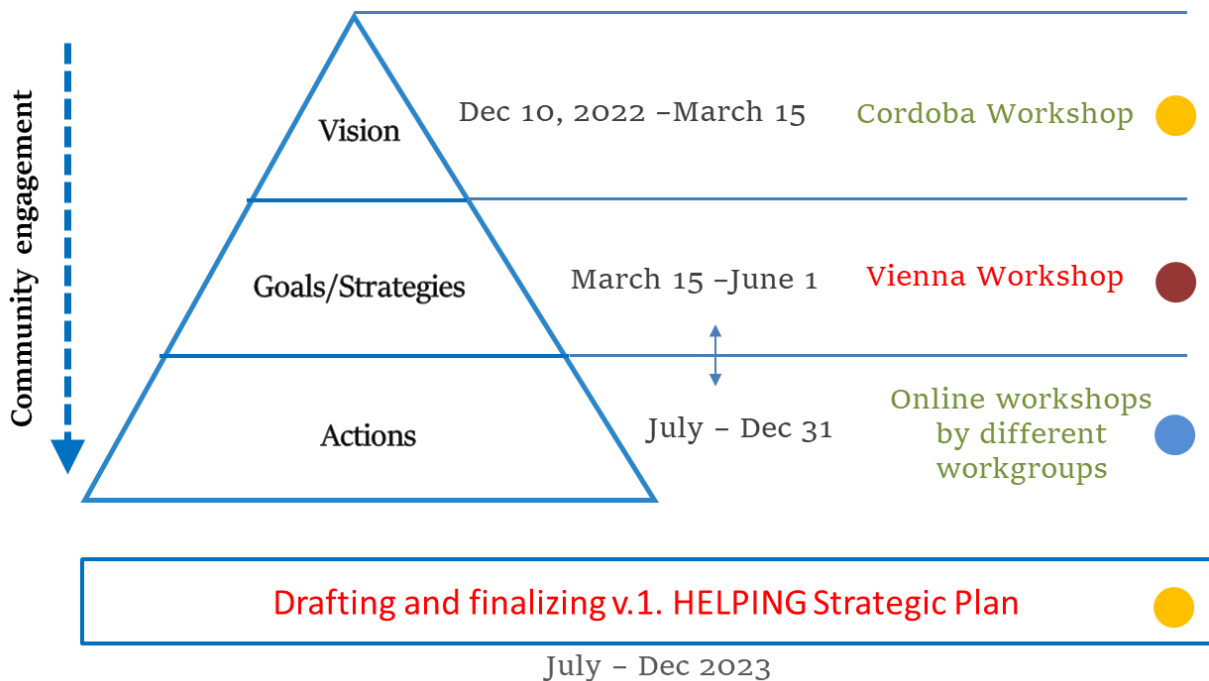 Community engagement
Vision
Dec 10, 2022 –March 15
Cordoba Workshop
Goals/Strategies
March 15 –June 1
Vienna Workshop
Actions
July – Dec 31
Online workshops
by different
workgroups
Drafting and finalizing v.1. HELPING Strategic Plan
July – Dec 2023